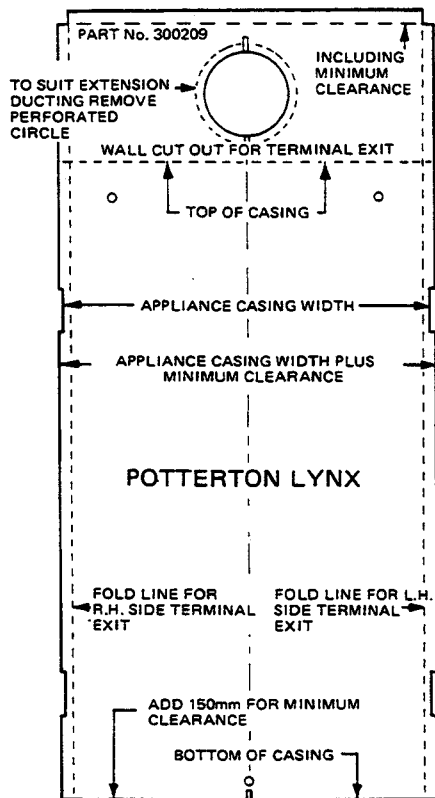 PART No. 300209
INCLUDING
MINIMUM
CLEARANCE
TO SUIT EXTENSION
DUCTING REMOVE
PERFORATED
CIRCLE
WALL CUT OUT FOR TERMINAL EXIT
TOP OF CASING
APPLIANCE CASING WIDTH
APPLIANCE CASING WIDTH PLUS
MINIMUM CLEARANCE
POTTERTON LYNX
FOLD LINE FOR
R.H. SIDE TERMINAL
EXIT
FOLD LINE FOR L.H.
SIDE TERMINAL
EXIT
ADD 150mm FOR MINIMUM
CLEARANCE
BOTTOM OF CASING